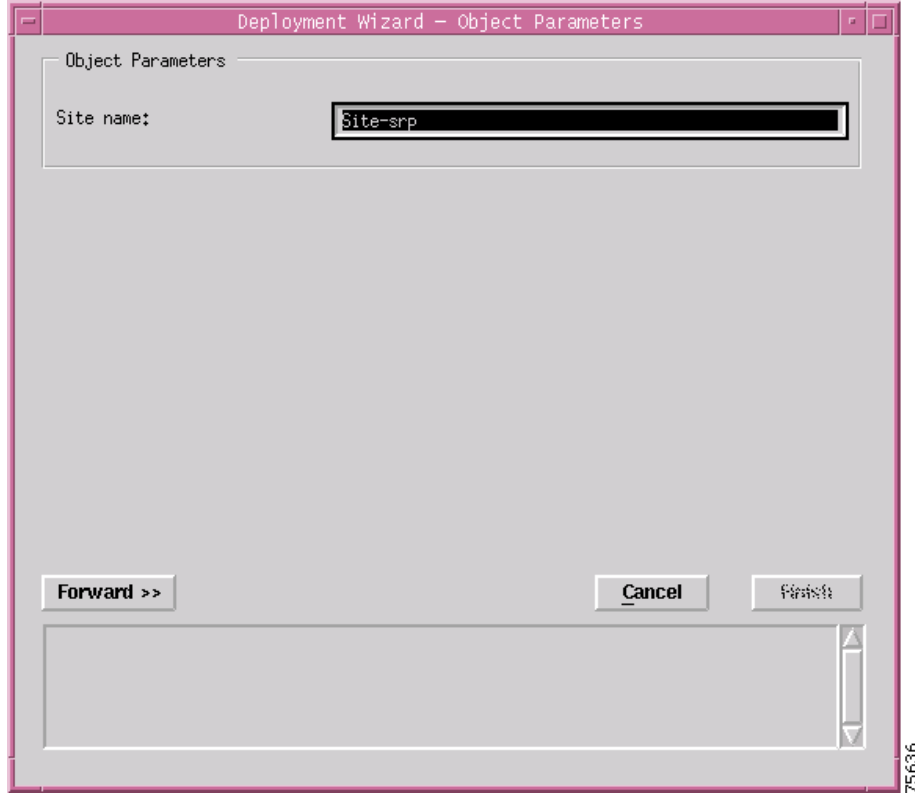 Deployment Wizard – Object Parameters
Object Parameters
Site name:
Site-srp
Forward >>
Cancel
Finish
75636